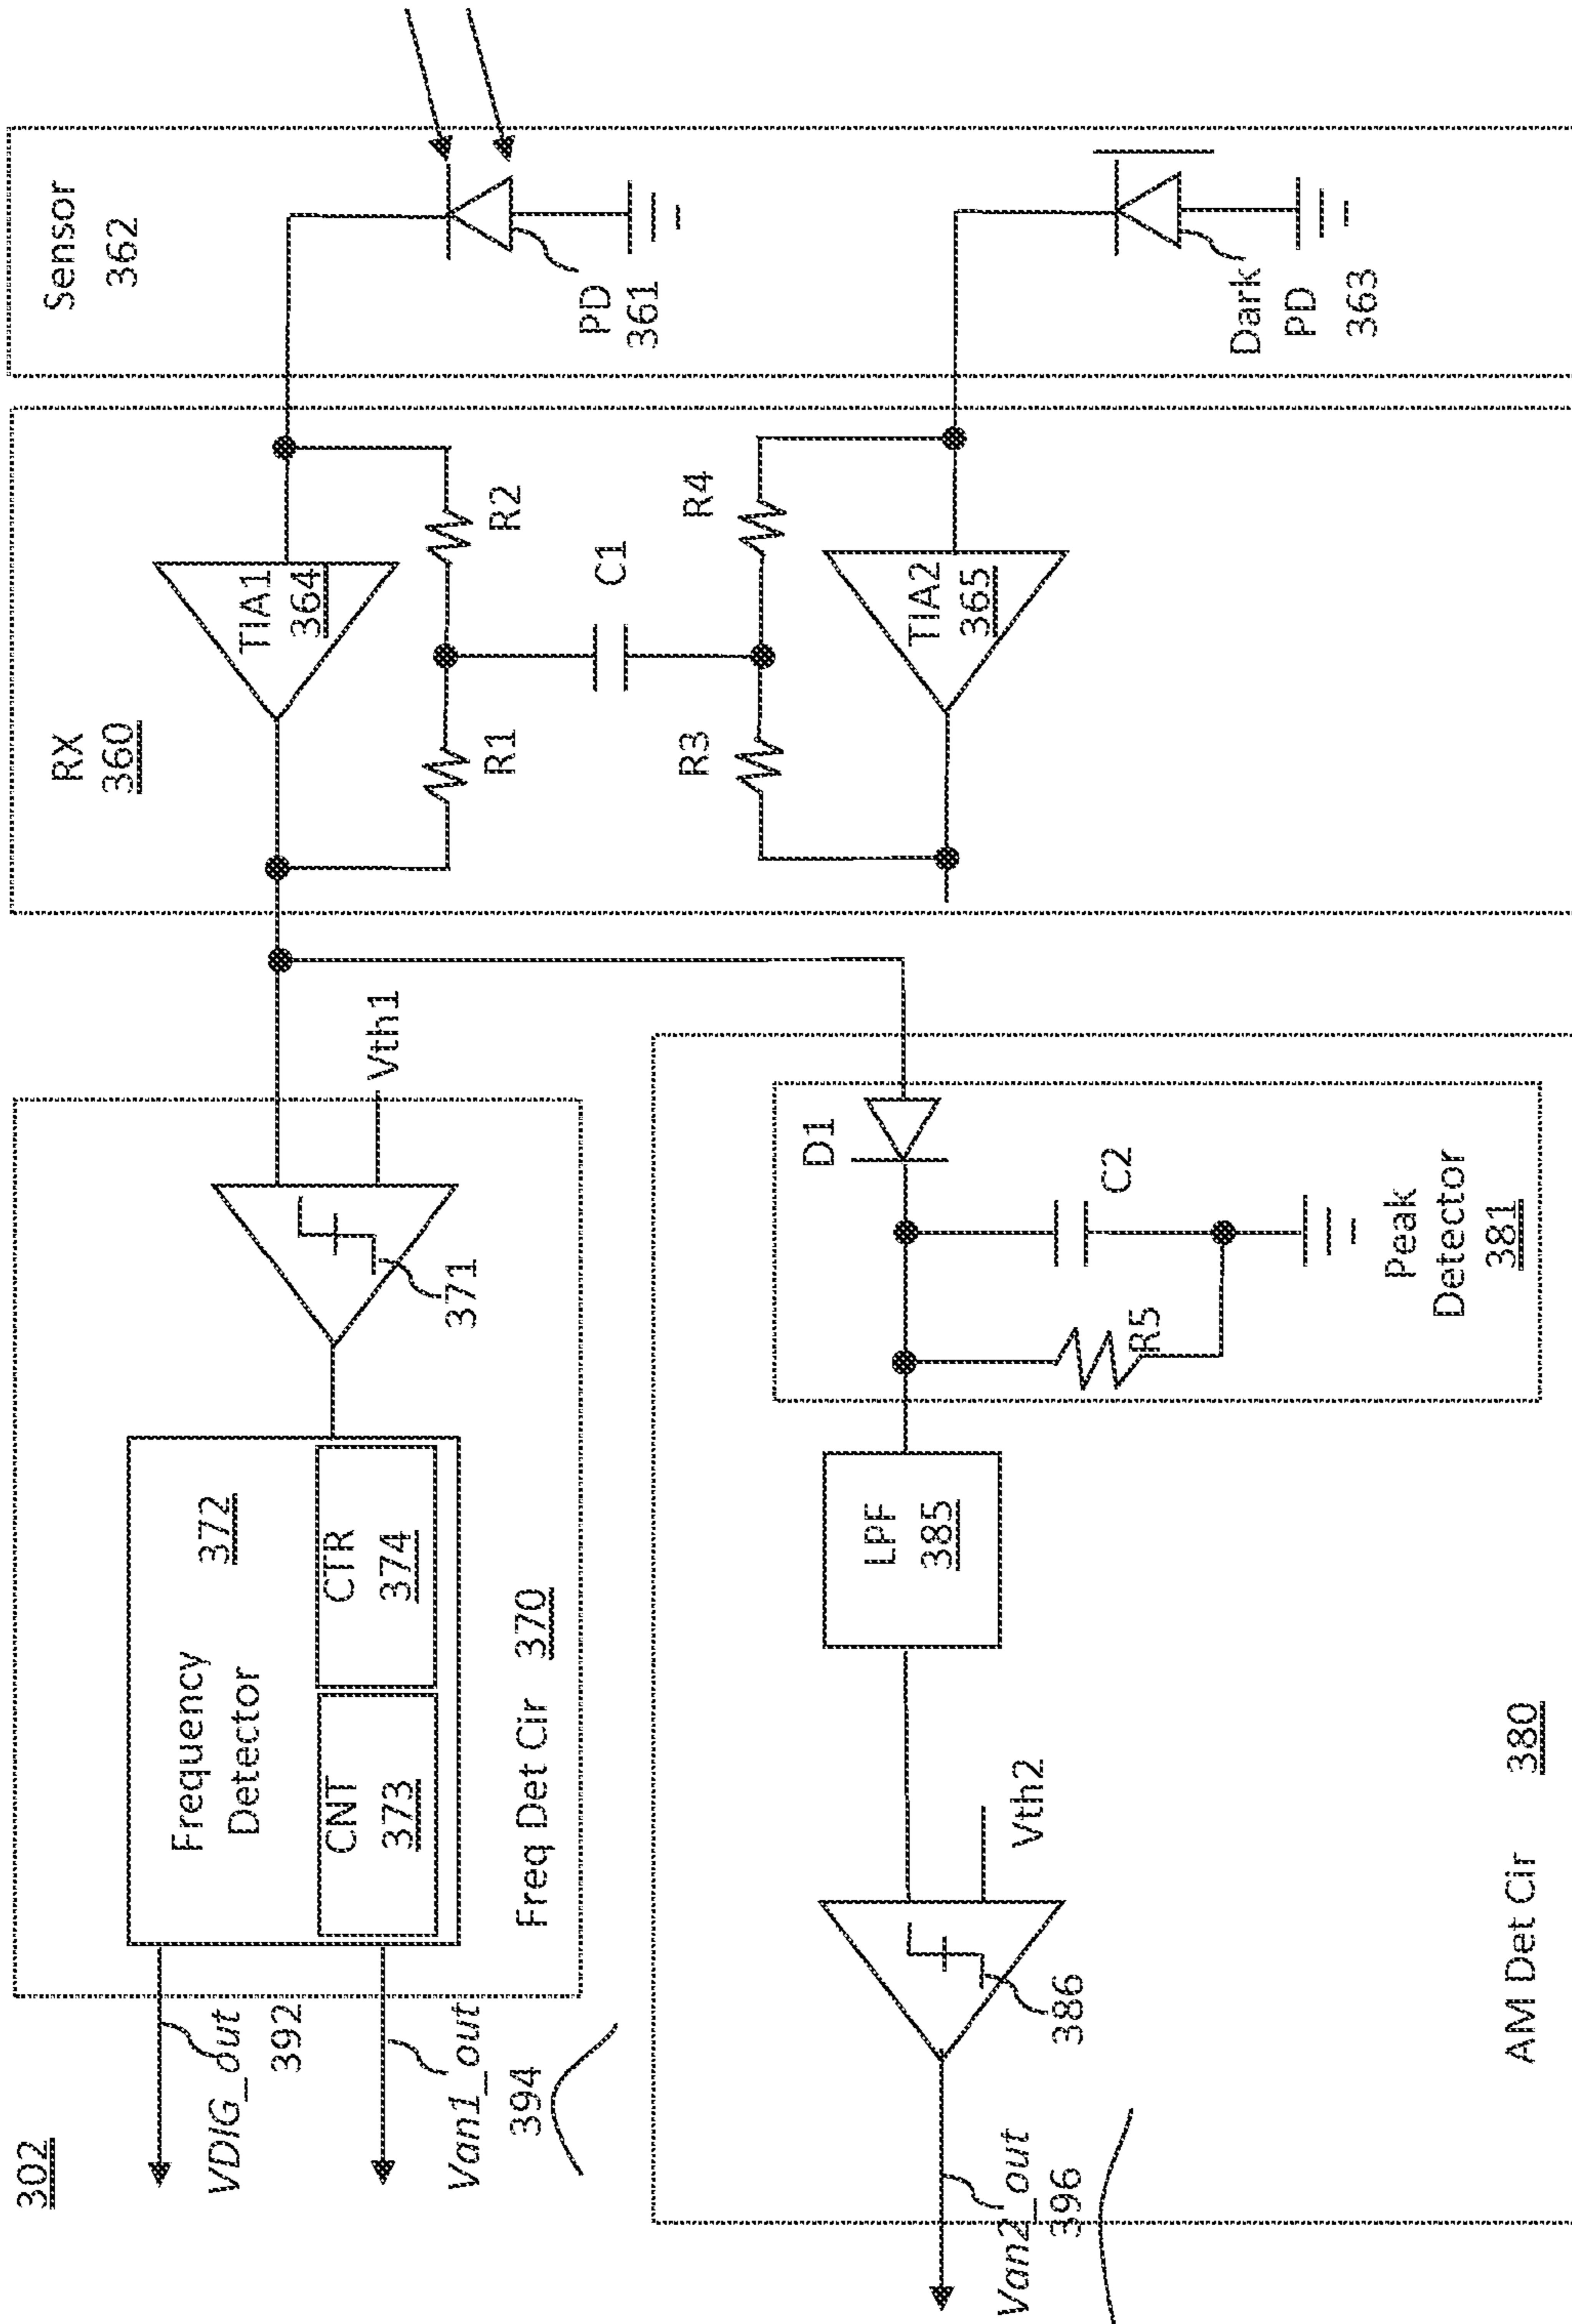 302
VDIG_out
392
Van1_out
394
Frequency
Detector
372
CNT
373
CTR
374
Freq Det Cir 370
371
Vth1
RX
360
TIA1
364
R1
R2
C1
R3
R4
TIA2
365
Sensor
362
PD
361
Dark
PD
363
Van2_out
396
386
Vth2
LPF
385
D1
C2
R5
Peak
Detector
381
AM Det Cir 380